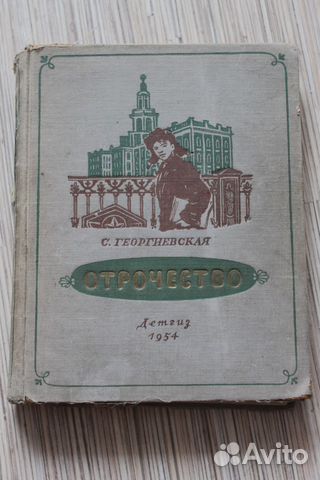 С. ГЕОРГИЕВСКАЯ
ОТРОЧЕСТВО
Детгиз
1954
Avito